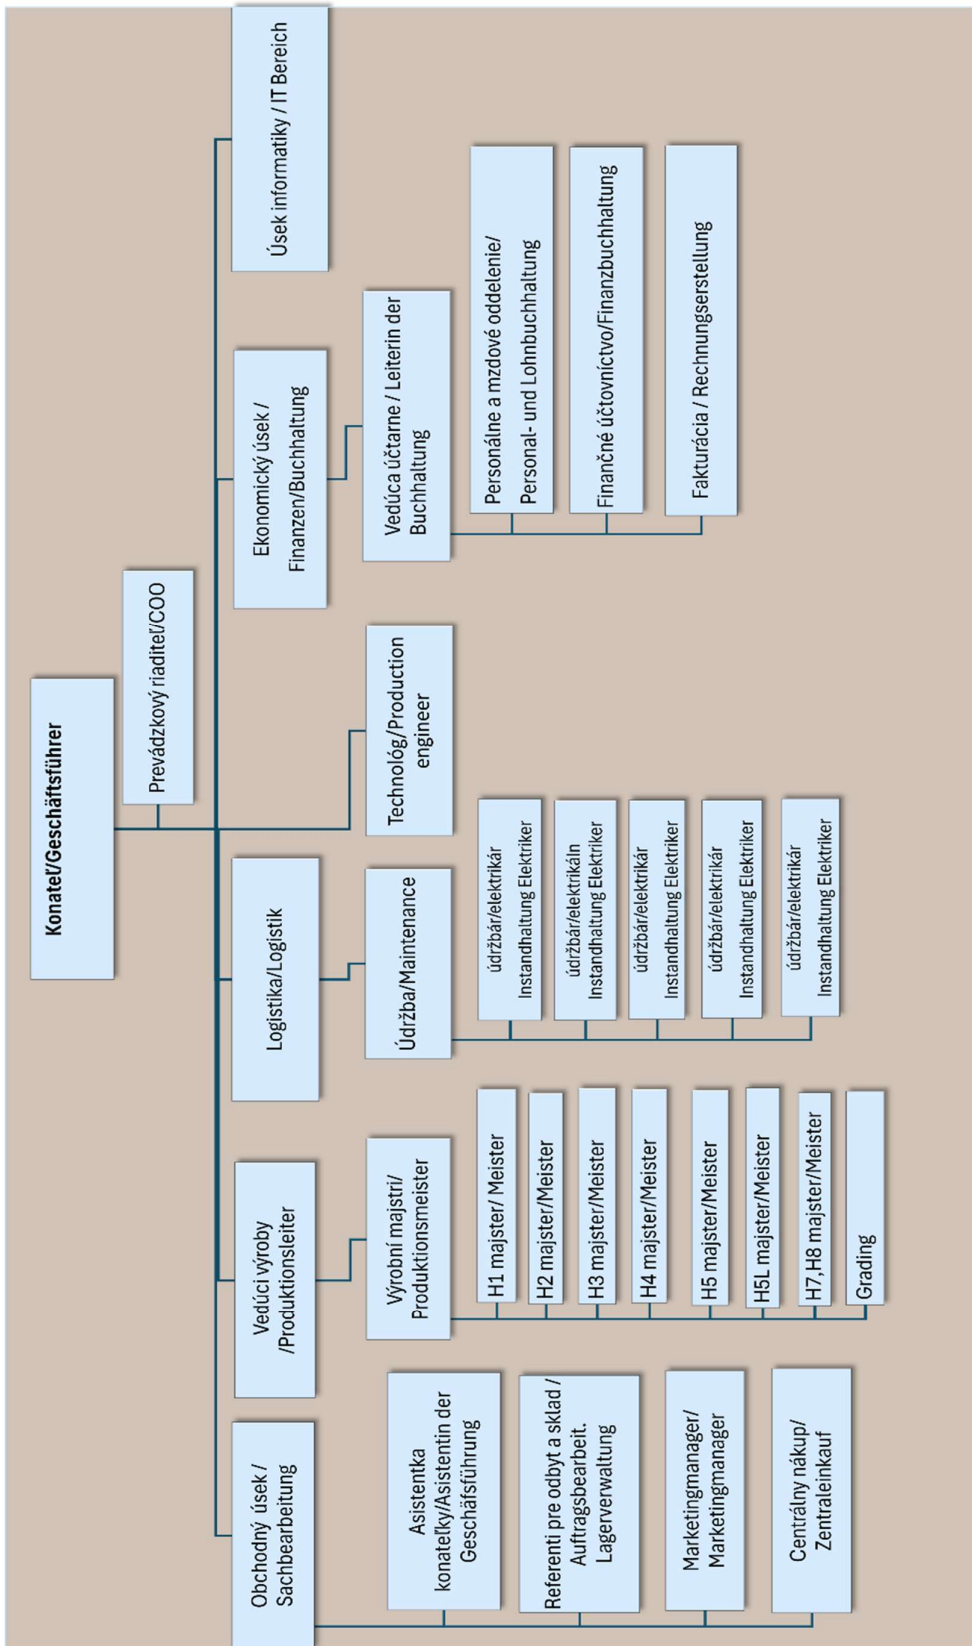 Konateľ/Geschäftsführer
Prevádzkový riaditeľ/COO
Obchodný úsek /
Sachbearbeitung
Vedúci výroby
/Produktionsleiter
Logistika/Logistik
Ekonomický úsek /
Finanzen/Buchhaltung
Úsek informatiky / IT Bereich
Asistentka
konateľky/Asistentin der
Geschäfsführung
Referenti pre odbyt a sklad /
Auftragsbearbeit.
Lagerverwaltung
Marketingmanager/
Marketingmanager
Centrálny nákup/
Zentraleinkauf
Výrobní majstri/
Produktionsmeister
H1 majster/ Meister
H2 majster/Meister
H3 majster/Meister
H4 majster/Meister
H5 majster/Meister
H5L majster/Meister
H7,H8 majster/Meister
Grading
Údržba/Maintenance
údržbár/elektrikár
Instandhaltung Elektriker
údržbár/elektrikáln
Instandhaltung Elektriker
údržbár/elektrikár
Instandhaltung Elektriker
údržbár/elektrikár
Instandhaltung Elektriker
údržbár/elektrikár
Instandhaltung Elektriker
Technológ/Production
engineer
Vedúca účtarne / Leiterin der
Buchhaltung
Personálne a mzdové oddelenie/
Personal- und Lohnbuchhaltung
Finančné účtovníctvo/Finanzbuchhaltung
Fakturácia / Rechnungserstellung